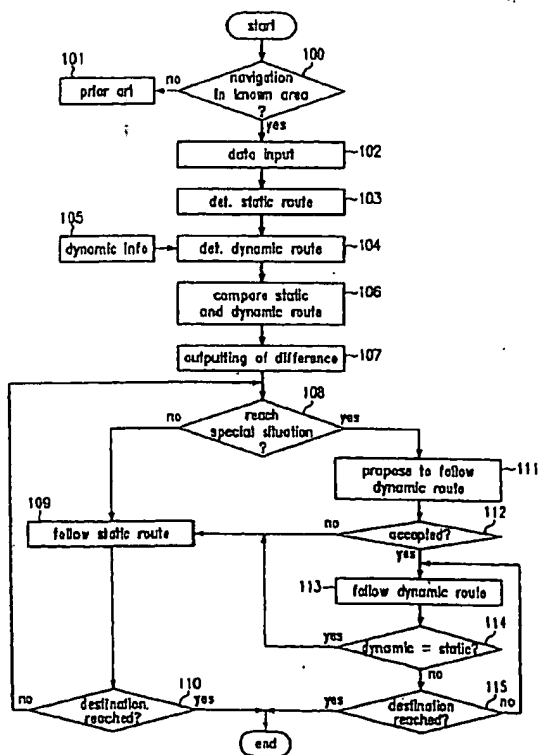 start
100
101
no
navigation
in known area
?
prior art
yes
data input
102
det. static route
103
105
dynamic info
det. dynamic route
104
compare static
and dynamic route
106
outputting of difference
107
108
no
reach
special situation
?
yes
propose to follow
dynamic route
111
109
112
follow static route
no
accepted?
yes
113
follow dynamic route
114
yes
dynamic = static?
no
110
115
no
destination
reached?
yes
yes
destination
reached?
no
end